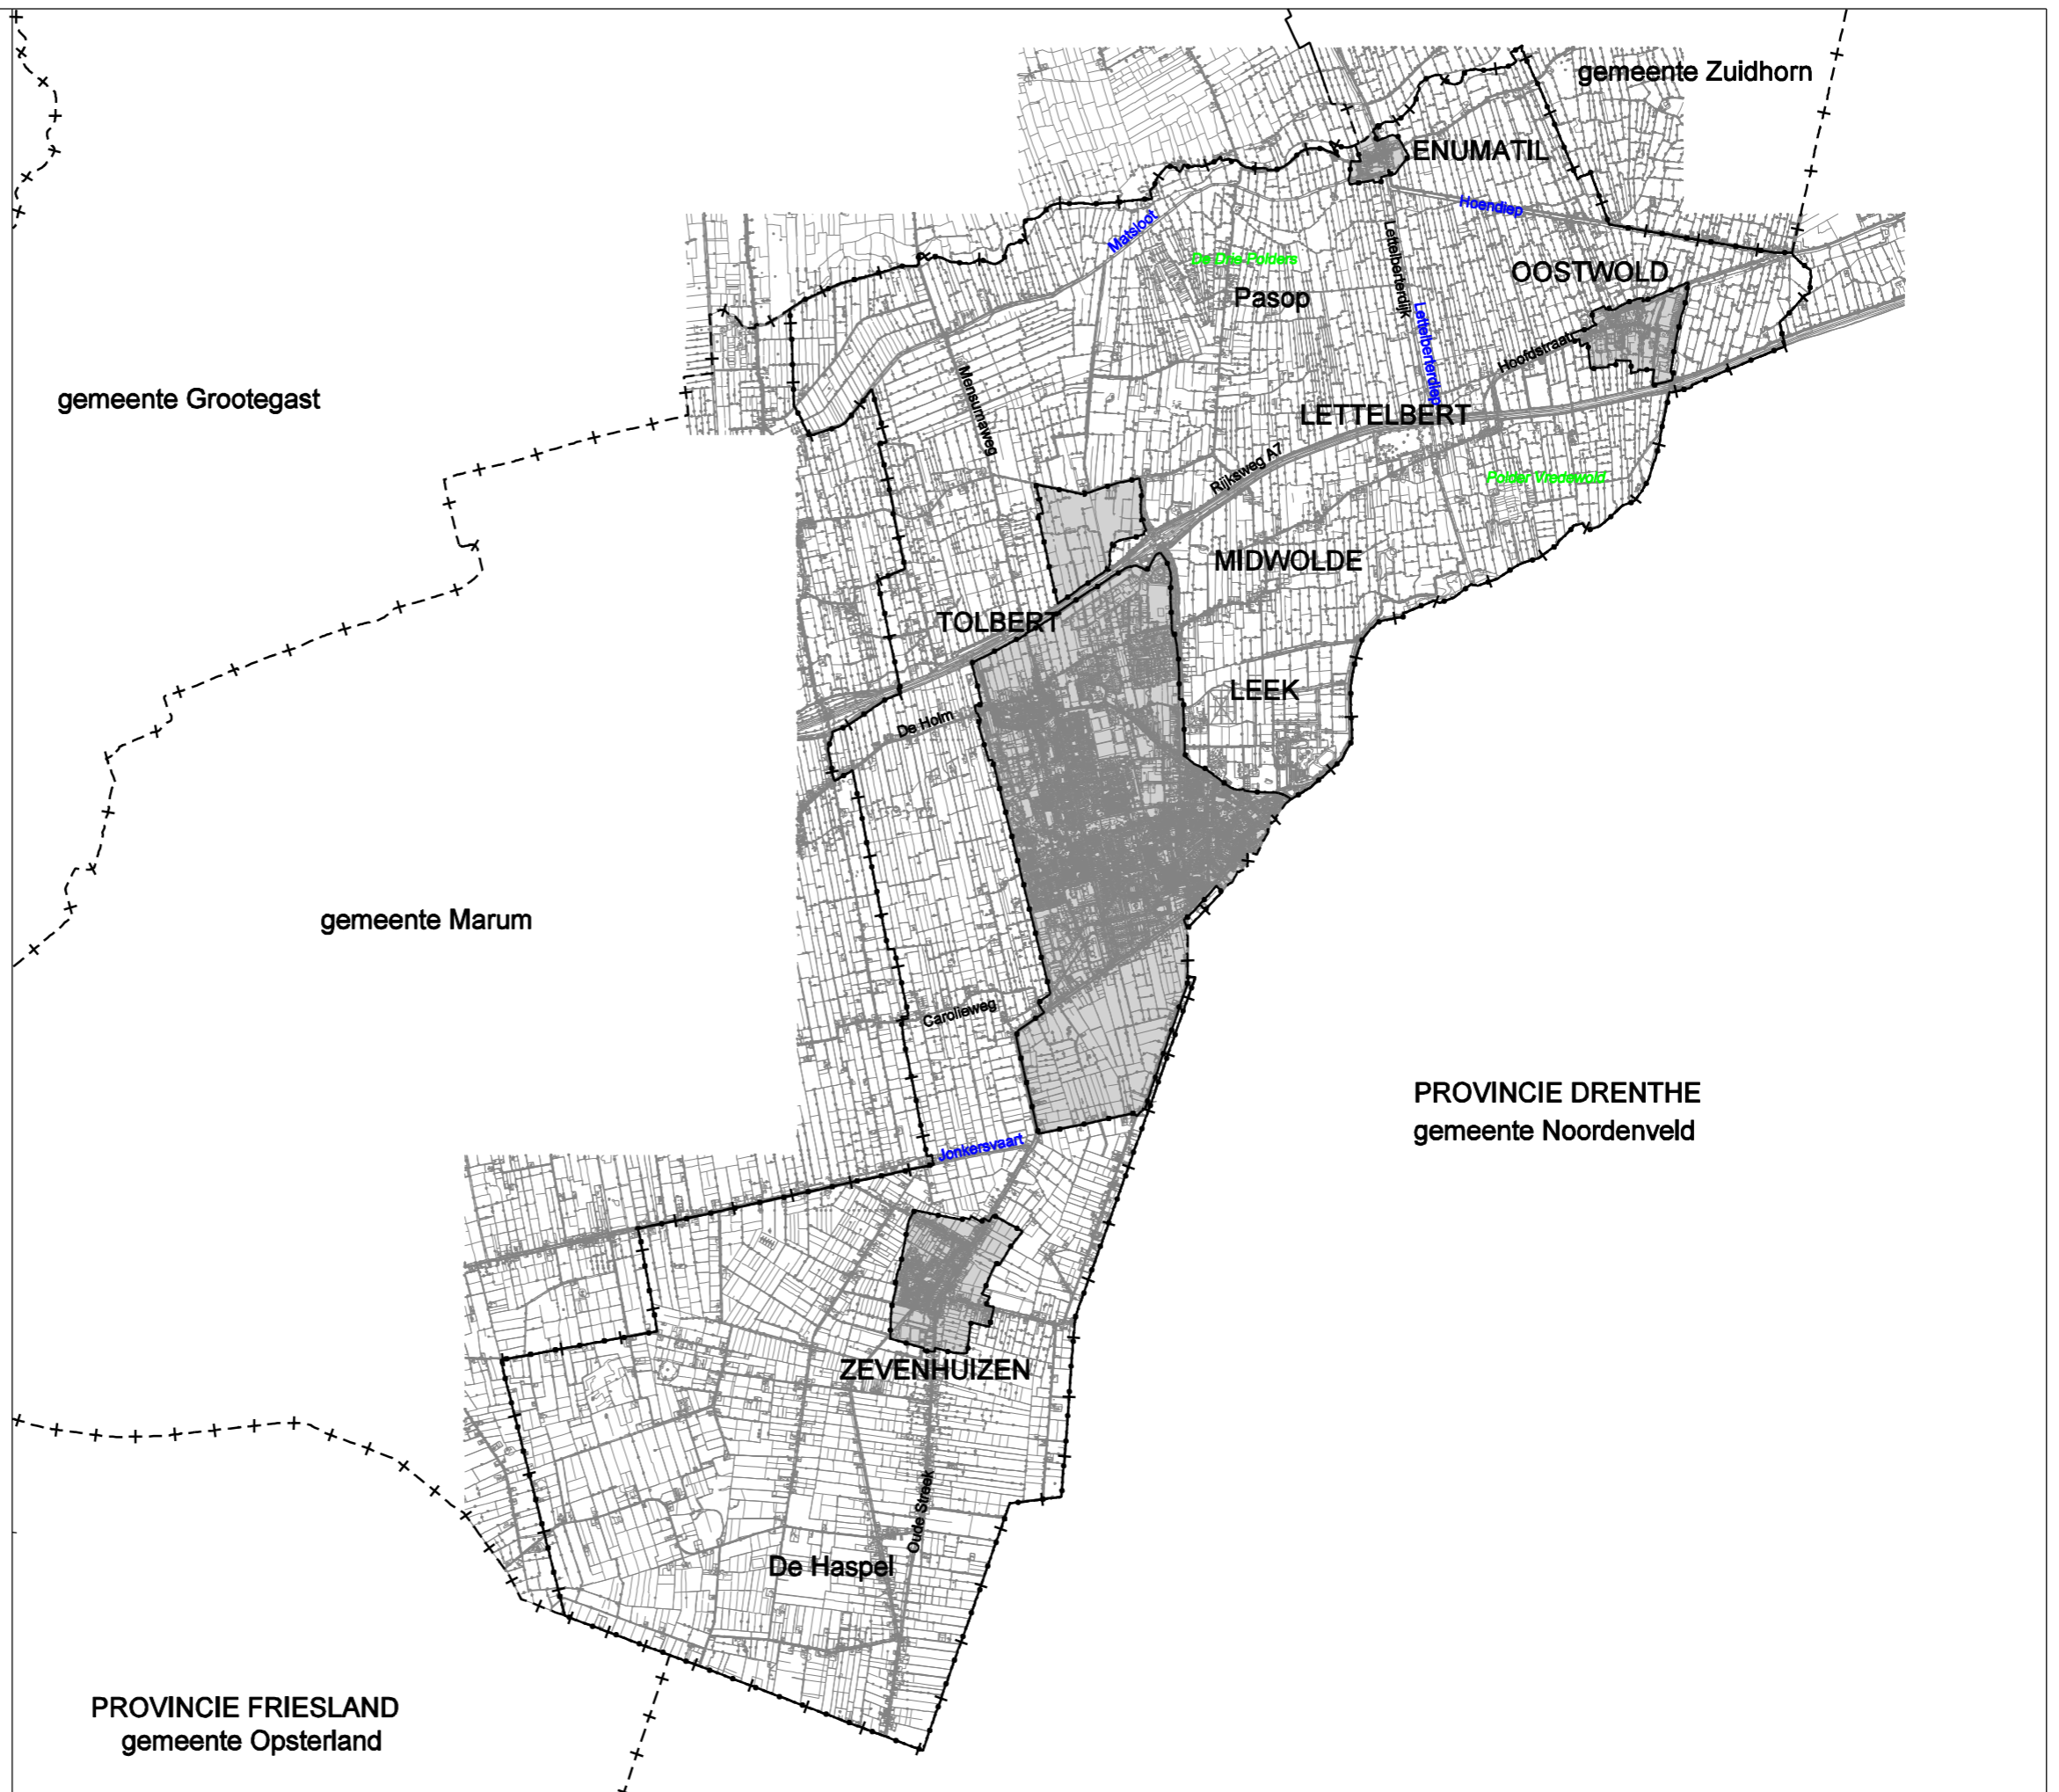 gemeente Zuidhorn
ENUMATIL
Hoendiep
Matsloot
Lettelberterdijk
De Drie Polders
OOSTWOLD
Pasop
Lettelberterdiep
Hoofdstraat
gemeente Grootegast
Mensumaweg
LETTELBERT
Rijksweg A7
Polder Vredewold
MIDWOLDE
TOLBERT
LEEK
De Holm
gemeente Marum
Carolieweg
PROVINCIE DRENTHE
gemeente Noordenveld
Jonkersvaart
ZEVENHUIZEN
Oude Streek
De Haspel
PROVINCIE FRIESLAND
gemeente Opsterland